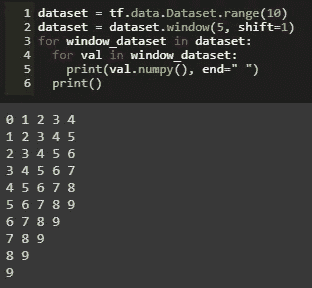 1 dataset = tf.data.Dataset.range(10)
2 dataset = dataset.window(5, shift=1)
3 for window_dataset in dataset:
4   for val in window_dataset:
5     print(val.numpy(), end=" ")
6   print()
0 1 2 3 4
1 2 3 4 5
2 3 4 5 6
3 4 5 6 7
4 5 6 7 8
5 6 7 8 9
6 7 8 9
7 8 9
8 9
9